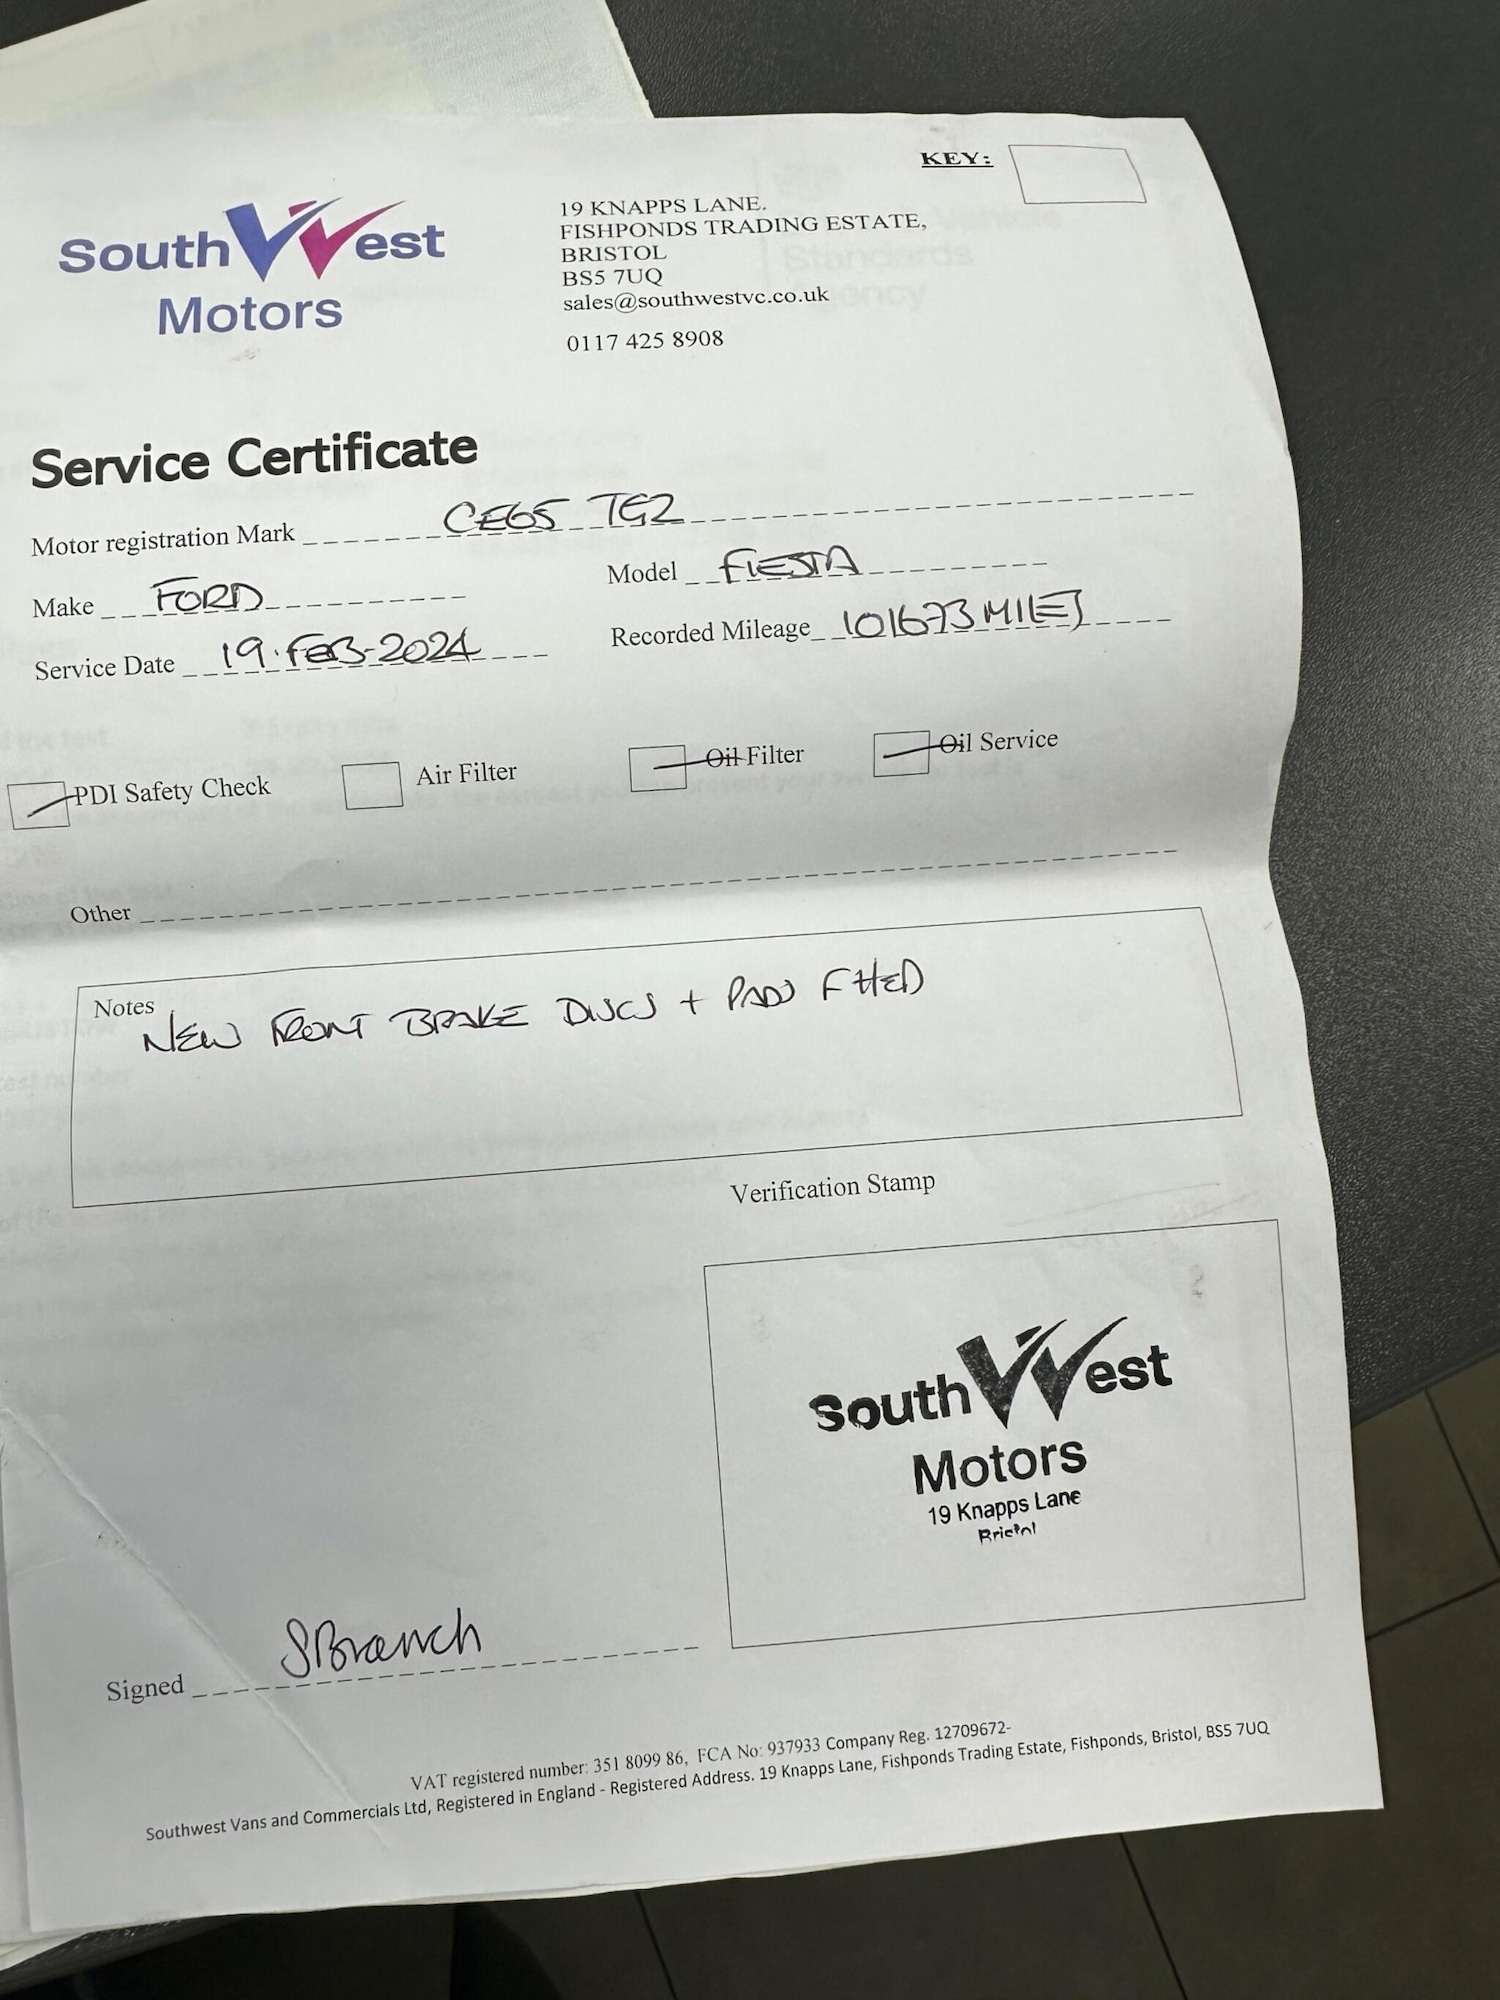 KEY:
SouthWest
Motors
19 KNAPPS LANE.
FISHPONDS TRADING ESTATE,
BRISTOL
BS5 7UQ
sales@southwestvc.co.uk
0117 425 8908
Standards
Service Certificate
Motor registration Mark CE65 TG2
Make FORD Model FIESTA
Service Date 19.FEB-2024 Recorded Mileage 101673 MILES
PDI Safety Check Air Filter Oil Filter Oil Service
Other
Notes
NEW FRONT BRAKE DISCS + PADS FITTED
Verification Stamp
SouthWest
Motors
19 Knapps Lane
Bristol
Signed SBranch
VAT registered number: 351 8099 86, FCA No: 937933 Company Reg. 12709672-
Southwest Vans and Commercials Ltd, Registered in England - Registered Address. 19 Knapps Lane, Fishponds Trading Estate, Fishponds, Bristol, BS5 7UQ